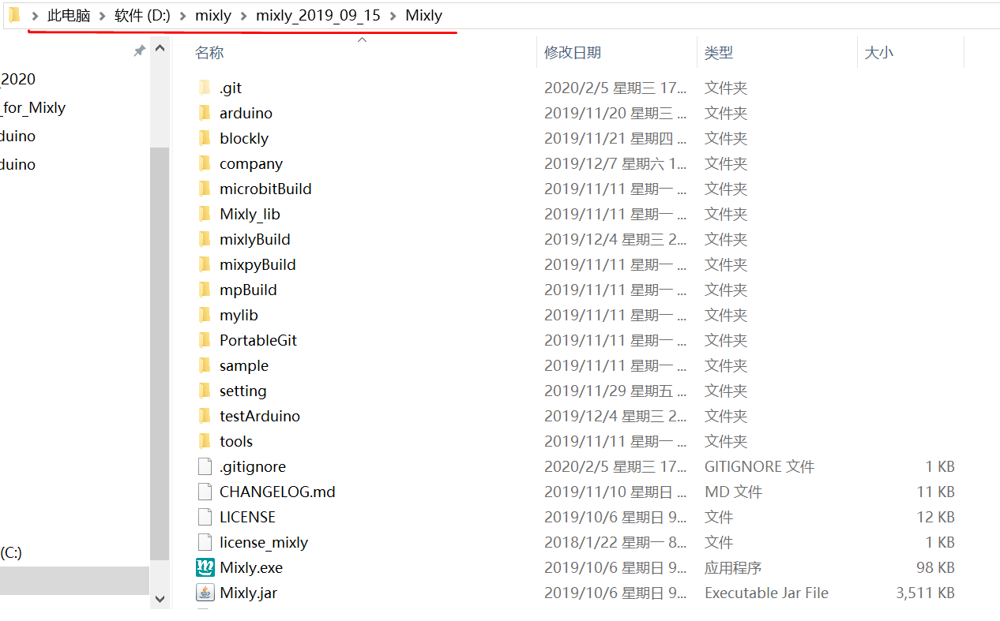 此电脑 > 软件 (D:) > mixly > mixly_2019_09_15 > Mixly
名称 修改日期 类型 大小
_2020
_for_Mixly
duino
duino
(C:)
.git 2020/2/5 星期三 17... 文件夹
arduino 2019/11/20 星期三 ... 文件夹
blockly 2019/11/21 星期四 ... 文件夹
company 2019/12/7 星期六 1... 文件夹
microbitBuild 2019/11/11 星期一 ... 文件夹
Mixly_lib 2019/11/11 星期一 ... 文件夹
mixlyBuild 2019/12/4 星期三 2... 文件夹
mixpyBuild 2019/11/11 星期一 ... 文件夹
mpBuild 2019/11/11 星期一 ... 文件夹
mylib 2019/11/11 星期一 ... 文件夹
PortableGit 2019/11/11 星期一 ... 文件夹
sample 2019/11/11 星期一 ... 文件夹
setting 2019/11/29 星期五 ... 文件夹
testArduino 2019/12/4 星期三 2... 文件夹
tools 2019/11/11 星期一 ... 文件夹
.gitignore 2020/2/5 星期三 17... GITIGNORE 文件 1 KB
CHANGELOG.md 2019/11/10 星期日 ... MD 文件 11 KB
LICENSE 2019/10/6 星期日 9... 文件 12 KB
license_mixly 2018/1/22 星期一 8... 文件 1 KB
Mixly.exe 2019/10/6 星期日 9... 应用程序 98 KB
Mixly.jar 2019/10/6 星期日 9... Executable Jar File 3,511 KB